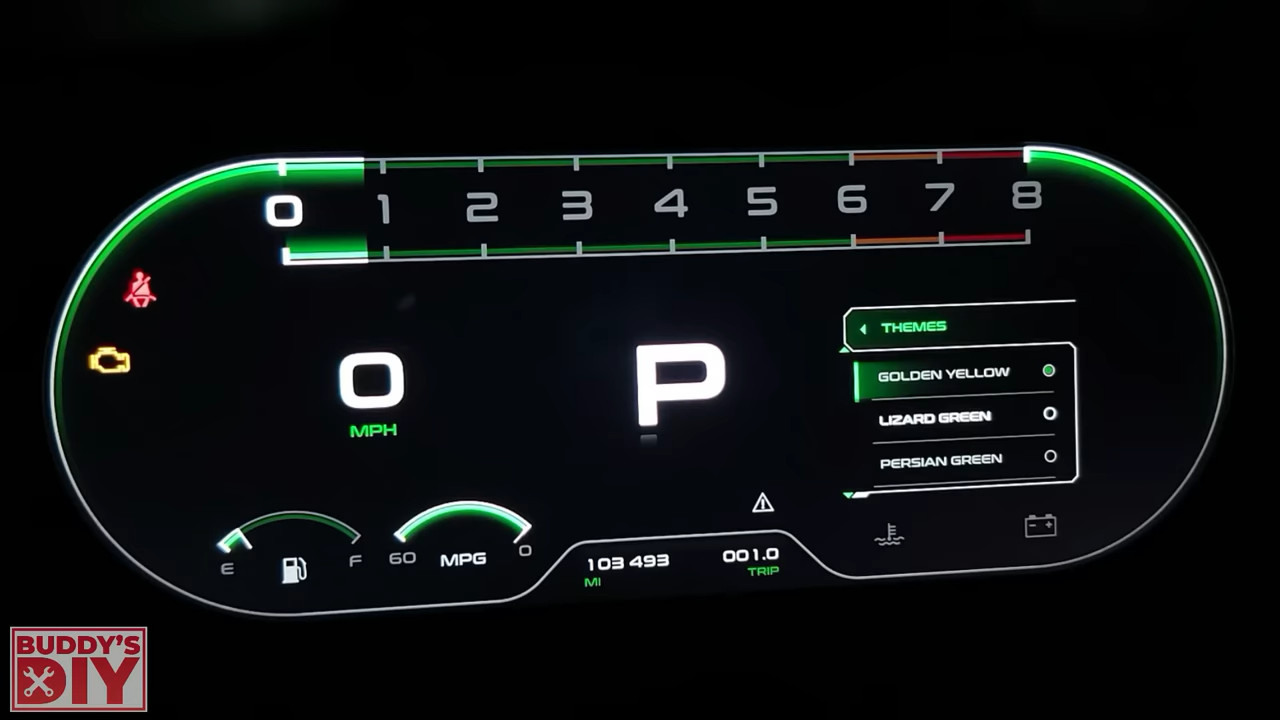 0 1 2 3 4 5 6 7 8
THEMES
GOLDEN YELLOW
LIZARD GREEN
PERSIAN GREEN
0
MPH
P
E F
60 MPG 0
103 493
MI
001.0
TRIP
BUDDY'S
DIY